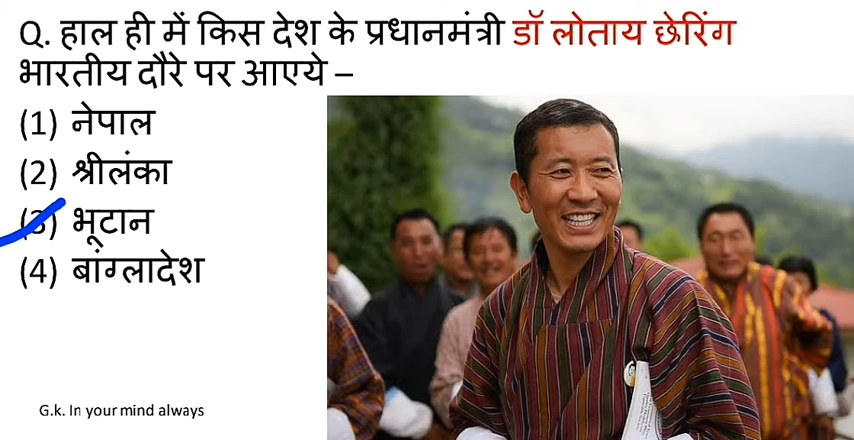 Q. हाल ही में किस देश के प्रधानमंत्री डॉ लोताय छेरिंग
भारतीय दौरे पर आएये –
(1) नेपाल
(2) श्रीलंका
(3) भूटान
(4) बांग्लादेश
G.k. In your mind always